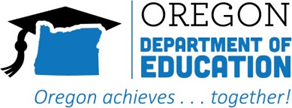 OREGON
DEPARTMENT OF
EDUCATION
Oregon achieves . . . together!